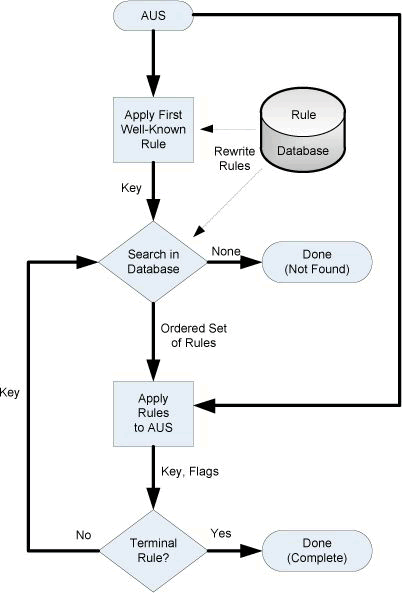 AUS
Apply First
Well-Known
Rule
Rule
Database
Rewrite
Rules
Key
Search in
Database
None
Done
(Not Found)
Ordered Set
of Rules
Key
Apply
Rules
to AUS
Key, Flags
No
Terminal
Rule?
Yes
Done
(Complete)